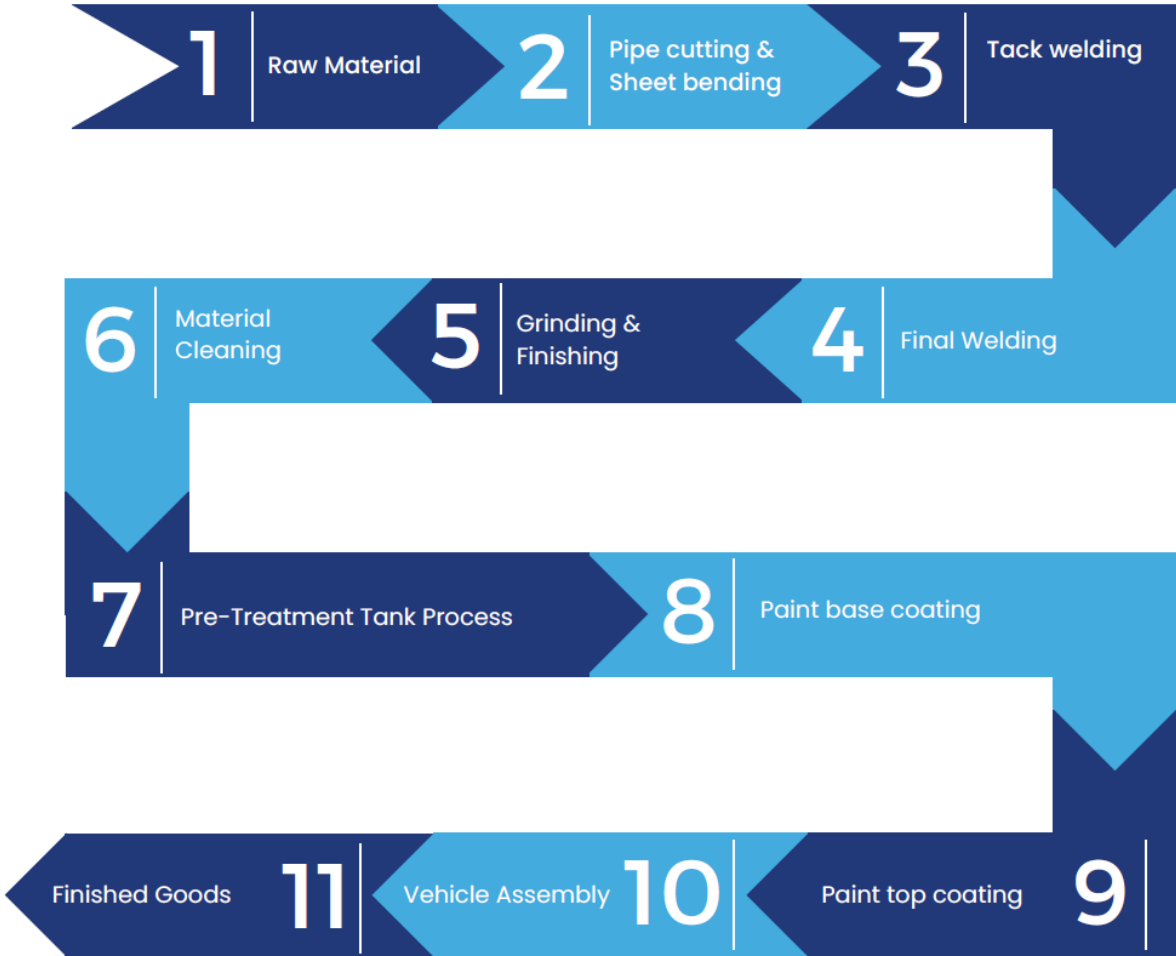 1
Raw Material
2
Pipe cutting &
Sheet bending
3
Tack welding
4
Final Welding
5
Grinding &
Finishing
6
Material
Cleaning
7
Pre-Treatment Tank Process
8
Paint base coating
9
Paint top coating
10
Vehicle Assembly
11
Finished Goods